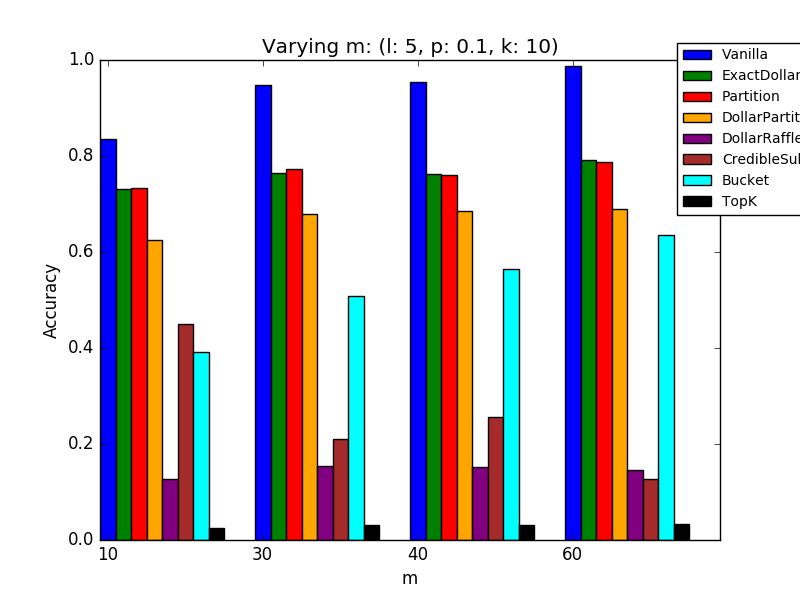 Varying m: (l: 5, p: 0.1, k: 10)
1.0
0.8
0.6
0.4
0.2
0.0
Accuracy
10 30 40 60
m
Vanilla
ExactDollar
Partition
DollarPartit
DollarRaffle
CredibleSu
Bucket
TopK